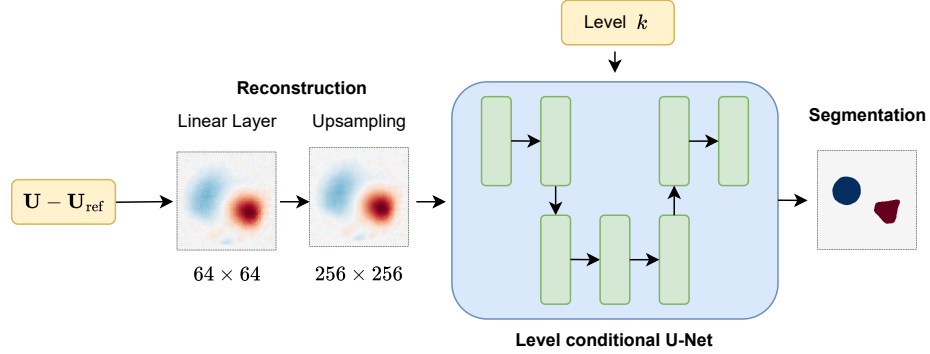 Level k
Reconstruction
Linear Layer
Upsampling
Segmentation
U − U_ref
64 × 64
256 × 256
Level conditional U-Net